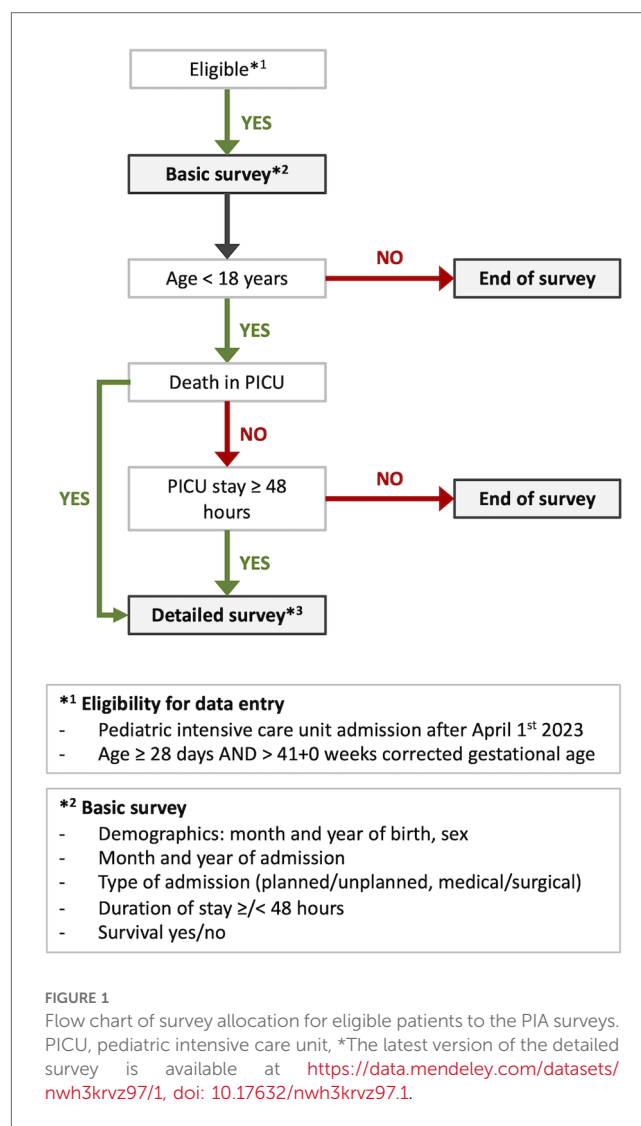 Eligible*1
YES
Basic survey*2
NO
Age < 18 years
End of survey
YES
Death in PICU
NO
PICU stay ≥ 48
hours
NO
End of survey
YES
YES
Detailed survey*3
*1 Eligibility for data entry
- Pediatric intensive care unit admission after April 1st 2023
- Age ≥ 28 days AND > 41+0 weeks corrected gestational age
*2 Basic survey
- Demographics: month and year of birth, sex
- Month and year of admission
- Type of admission (planned/unplanned, medical/surgical)
- Duration of stay ≥/< 48 hours
- Survival yes/no
FIGURE 1
Flow chart of survey allocation for eligible patients to the PIA surveys.
PICU, pediatric intensive care unit, *The latest version of the detailed
survey is available at https://data.mendeley.com/datasets/
nwh3krvz97/1, doi: 10.17632/nwh3krvz97.1.